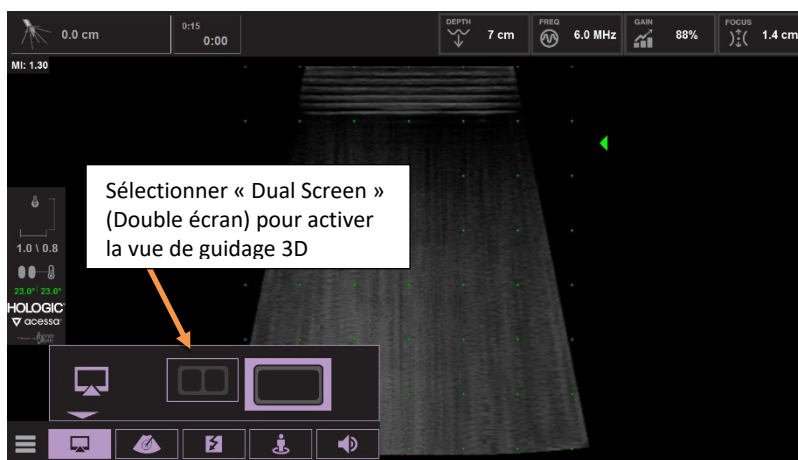 0.0 cm
0:15
0:00
DEPTH
7 cm
FREQ
6.0 MHz
GAIN
88%
FOCUS
1.4 cm
MI: 1.30
Sélectionner « Dual Screen »
(Double écran) pour activer
la vue de guidage 3D
1.0 \ 0.8
23.0° 23.0°
HOLOGIC
acessa